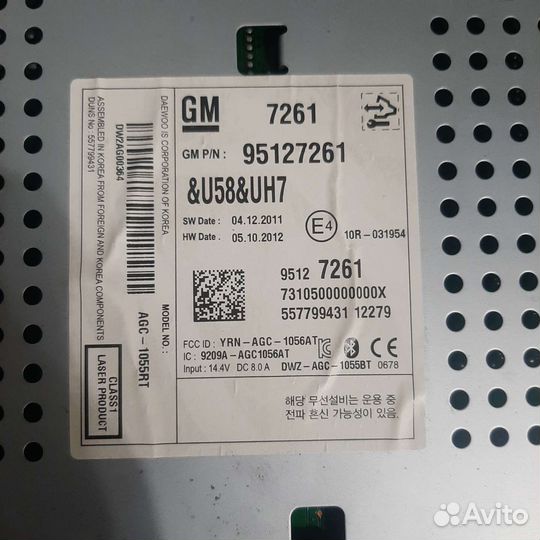 GM 7261
GM P/N : 95127261
&U58&UH7
SW Date : 04.12.2011
HW Date : 05.10.2012
E4 10R-031954
9512 7261
7310500000000X
557799431 12279
FCC ID : YRN-AGC-1056AT
IC : 9209A-AGC1056AT
Input : 14.4V DC 8.0 A
DWZ-AGC-1055BT 0678
해당 무선설비는 운용 중
전파 혼신 가능성이 있음
DAEWOO IS CORPORATION OF KOREA
MODEL NO.:
AGC-1055RT
DWZAG00364
ASSEMBLED IN KOREA FROM FOREIGN AND KOREA COMPONENTS
DUNS No : 557799431
CLASS1
LASER PRODUCT
Avito